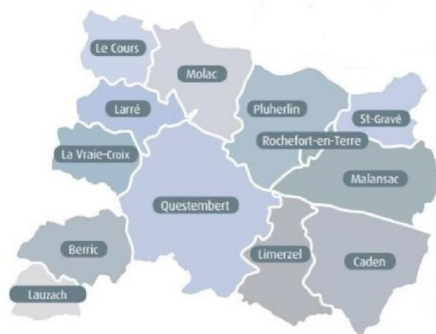 Le Cours
Molac
Larré
Pluherlin
St-Gravé
Rochefort-en-Terre
La Vraie-Croix
Malansac
Questembert
Berric
Limerzel
Caden
Lauzach